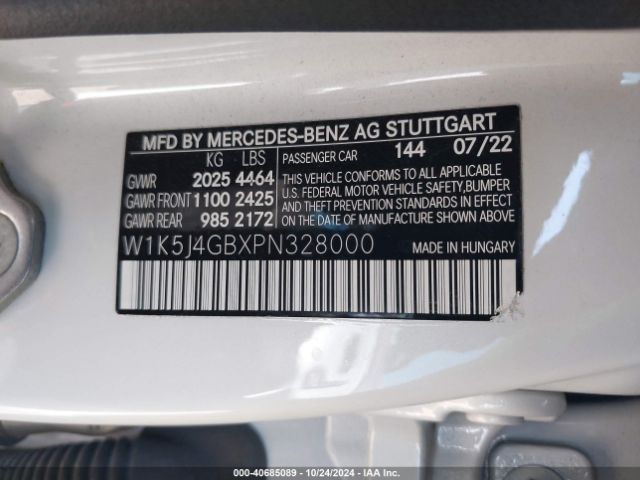 MFD BY MERCEDES-BENZ AG STUTTGART
KG LBS PASSENGER CAR 144 07/22
GVWR 2025 4464
GAWR FRONT 1100 2425
GAWR REAR 985 2172
THIS VEHICLE CONFORMS TO ALL APPLICABLE
U.S. FEDERAL MOTOR VEHICLE SAFETY,BUMPER
AND THEFT PREVENTION STANDARDS IN EFFECT
ON THE DATE OF MANUFACTURE SHOWN ABOVE.
W1K5J4GBXPN328000 MADE IN HUNGARY
000-40685089 - 10/24/2024 - IAA Inc.